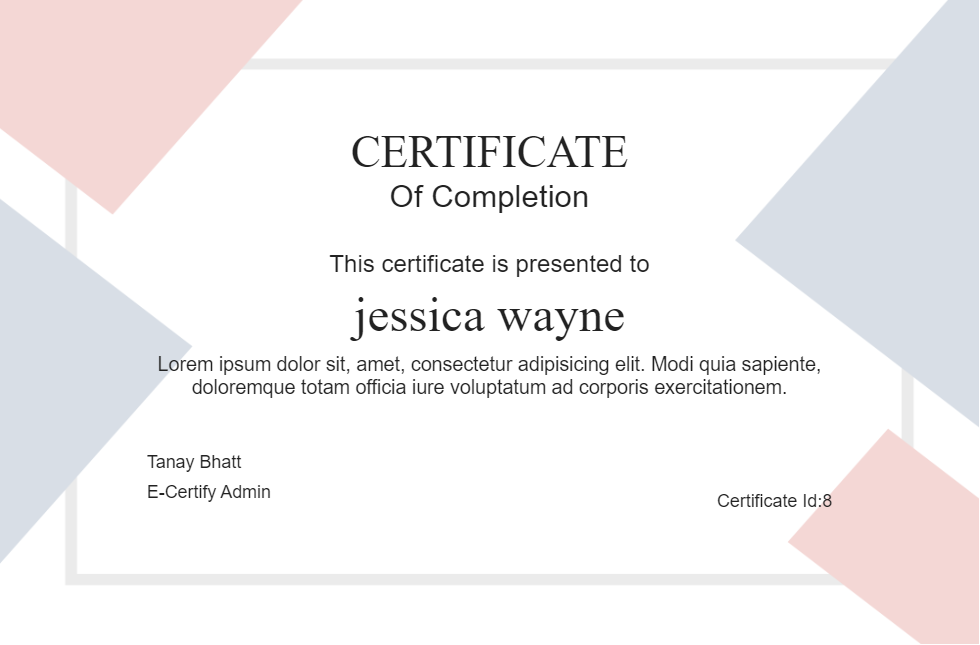 CERTIFICATE
Of Completion
This certificate is presented to
jessica wayne
Lorem ipsum dolor sit, amet, consectetur adipisicing elit. Modi quia sapiente,
doloremque totam officia iure voluptatum ad corporis exercitationem.
Tanay Bhatt
E-Certify Admin
Certificate Id:8